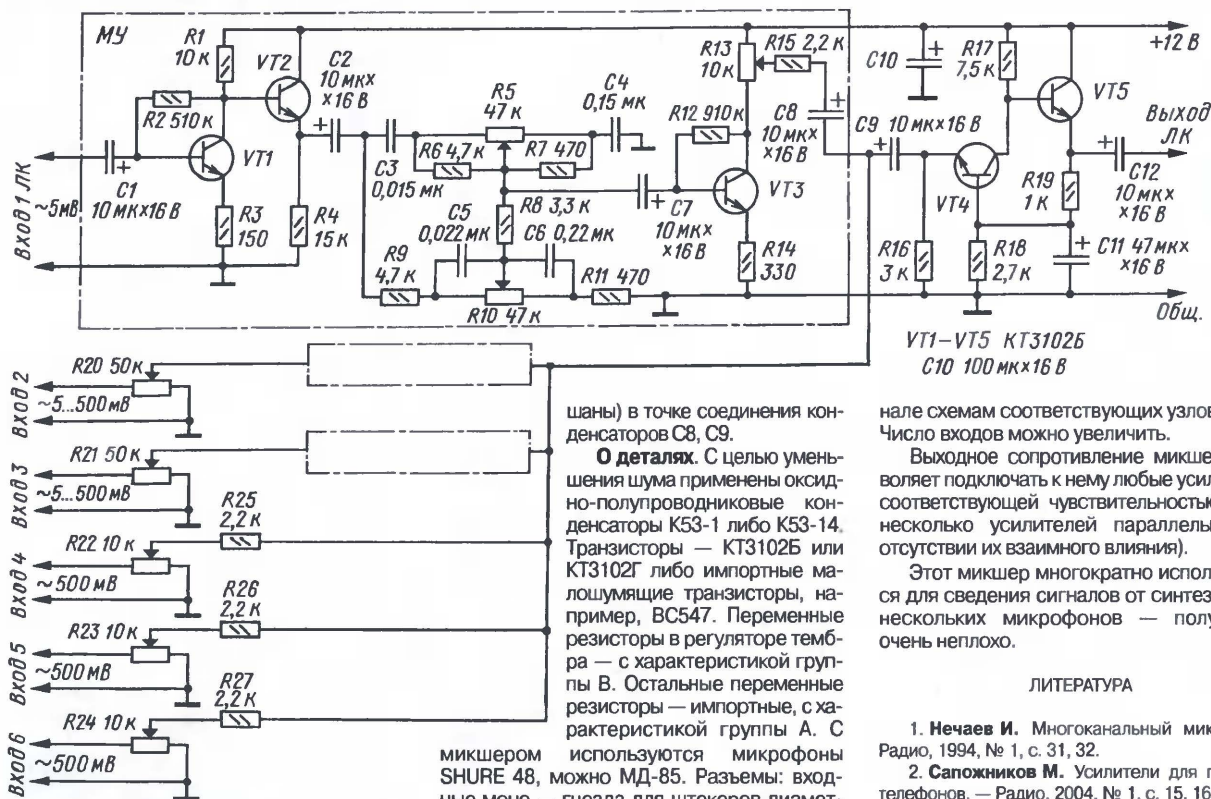 МУ
R1
10 к
VT2
C2
10 мк×
×16 В
R2 510к
VT1
Вход 1 ЛК
~5мВ
C1
10 мк×16 В
R3
150
R4
15 к
C3
0,015 мк
R5
47 к
C4
0,15 мк
R6 4,7 к
R7 470
R8 3,3 к
C5
0,022мк
C6 0,22мк
R9
4,7 к
R10 47 к
R11 470
C7
10 мк×
×16 В
R12 910 к
VT3
R13
10 к
R14
330
R15 2,2 к
C8
10 мк×
×16 В
C9 10 мк×16 В
C10
R17
7,5 к
+12 В
VT5
Выход
ЛК
VT4
R19
1 к
C12
10 мк×
×16 В
R16
3 к
R18
2,7 к
C11 47 мк×
×16 В
Общ.
VT1–VT5 КТ3102Б
C10 100 мк×16 В
R20 50 к
Вход 2
~5...500 мВ
R21 50 к
Вход 3
~5...500 мВ
R25
2,2 к
R22 10 к
Вход 4
~500 мВ
R26
2,2 к
R23 10 к
Вход 5
~500 мВ
R27
2,2 к
R24 10 к
Вход 6
~500 мВ
шаны) в точке соединения кон-
денсаторов С8, С9.
О деталях. С целью умень-
шения шума применены оксид-
но-полупроводниковые кон-
денсаторы К53-1 либо К53-14.
Транзисторы — КТ3102Б или
КТ3102Г либо импортные ма-
лошумящие транзисторы, на-
пример, ВС547. Переменные
резисторы в регуляторе темб-
ра — с характеристикой груп-
пы В. Остальные переменные
резисторы — импортные, с ха-
рактеристикой группы А. С
микшером используются микрофоны
SHURE 48, можно МД-85. Разъемы: вход-
ные моно — гнезда для штекеров диамет-
нале схемам соответствующих узлов
Число входов можно увеличить.
Выходное сопротивление микше
воляет подключать к нему любые усил
соответствующей чувствительностью
несколько усилителей параллель
отсутствии их взаимного влияния).
Этот микшер многократно испол
ся для сведения сигналов от синтез
нескольких микрофонов — полу
очень неплохо.
ЛИТЕРАТУРА
1. Нечаев И. Многоканальный мик
Радио, 1994, № 1, с. 31, 32.
2. Сапожников М. Усилители для г
телефонов. — Радио, 2004, № 1, с. 15, 16